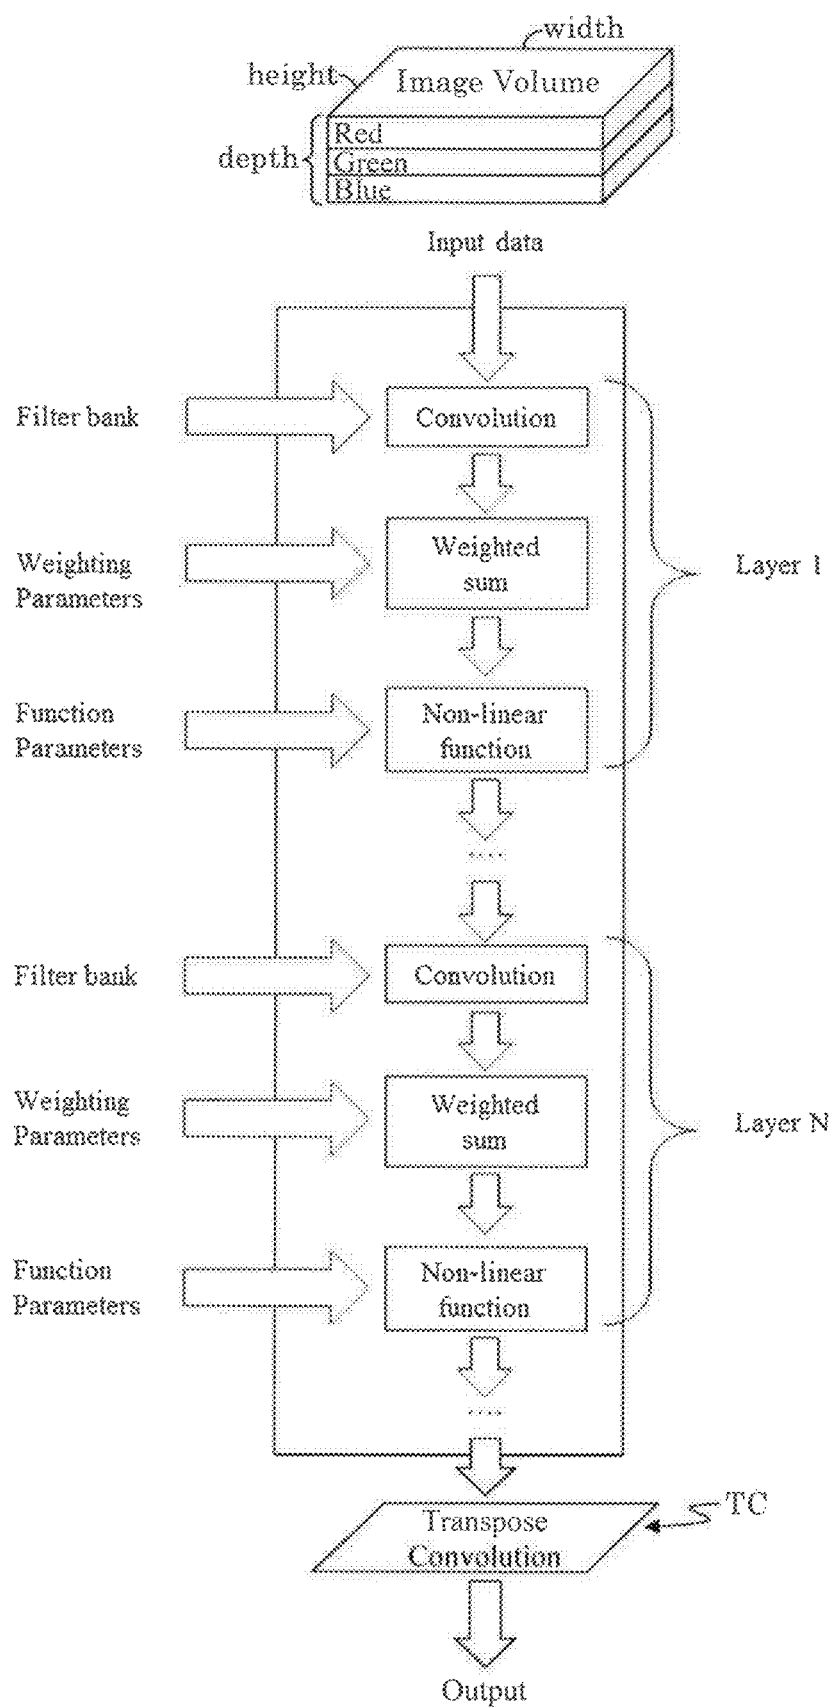 width
height
Image Volume
Red
depth
Green
Blue
Input data
Filter bank
Convolution
Weighting
Parameters
Weighted
sum
Layer 1
Function
Parameters
Non-linear
function
....
Filter bank
Convolution
Weighting
Parameters
Weighted
sum
Layer N
Function
Parameters
Non-linear
function
....
TC
Transpose
Convolution
Output